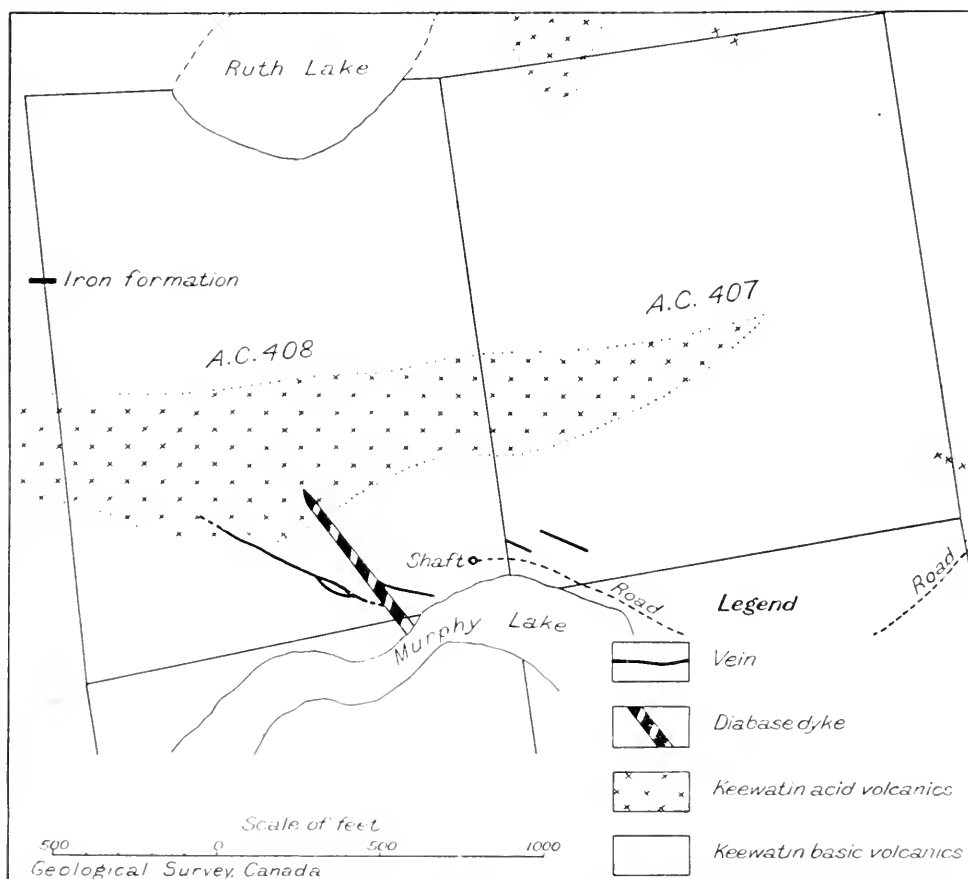 Ruth Lake
Iron formation
A.C. 407
A.C. 408
Shaft
Road
Road
Murphy Lake
Legend
Vein
Diabase dyke
Keewatin acid volcanics
Keewatin basic volcanics
Scale of feet
500 0 500 1000
Geological Survey, Canada